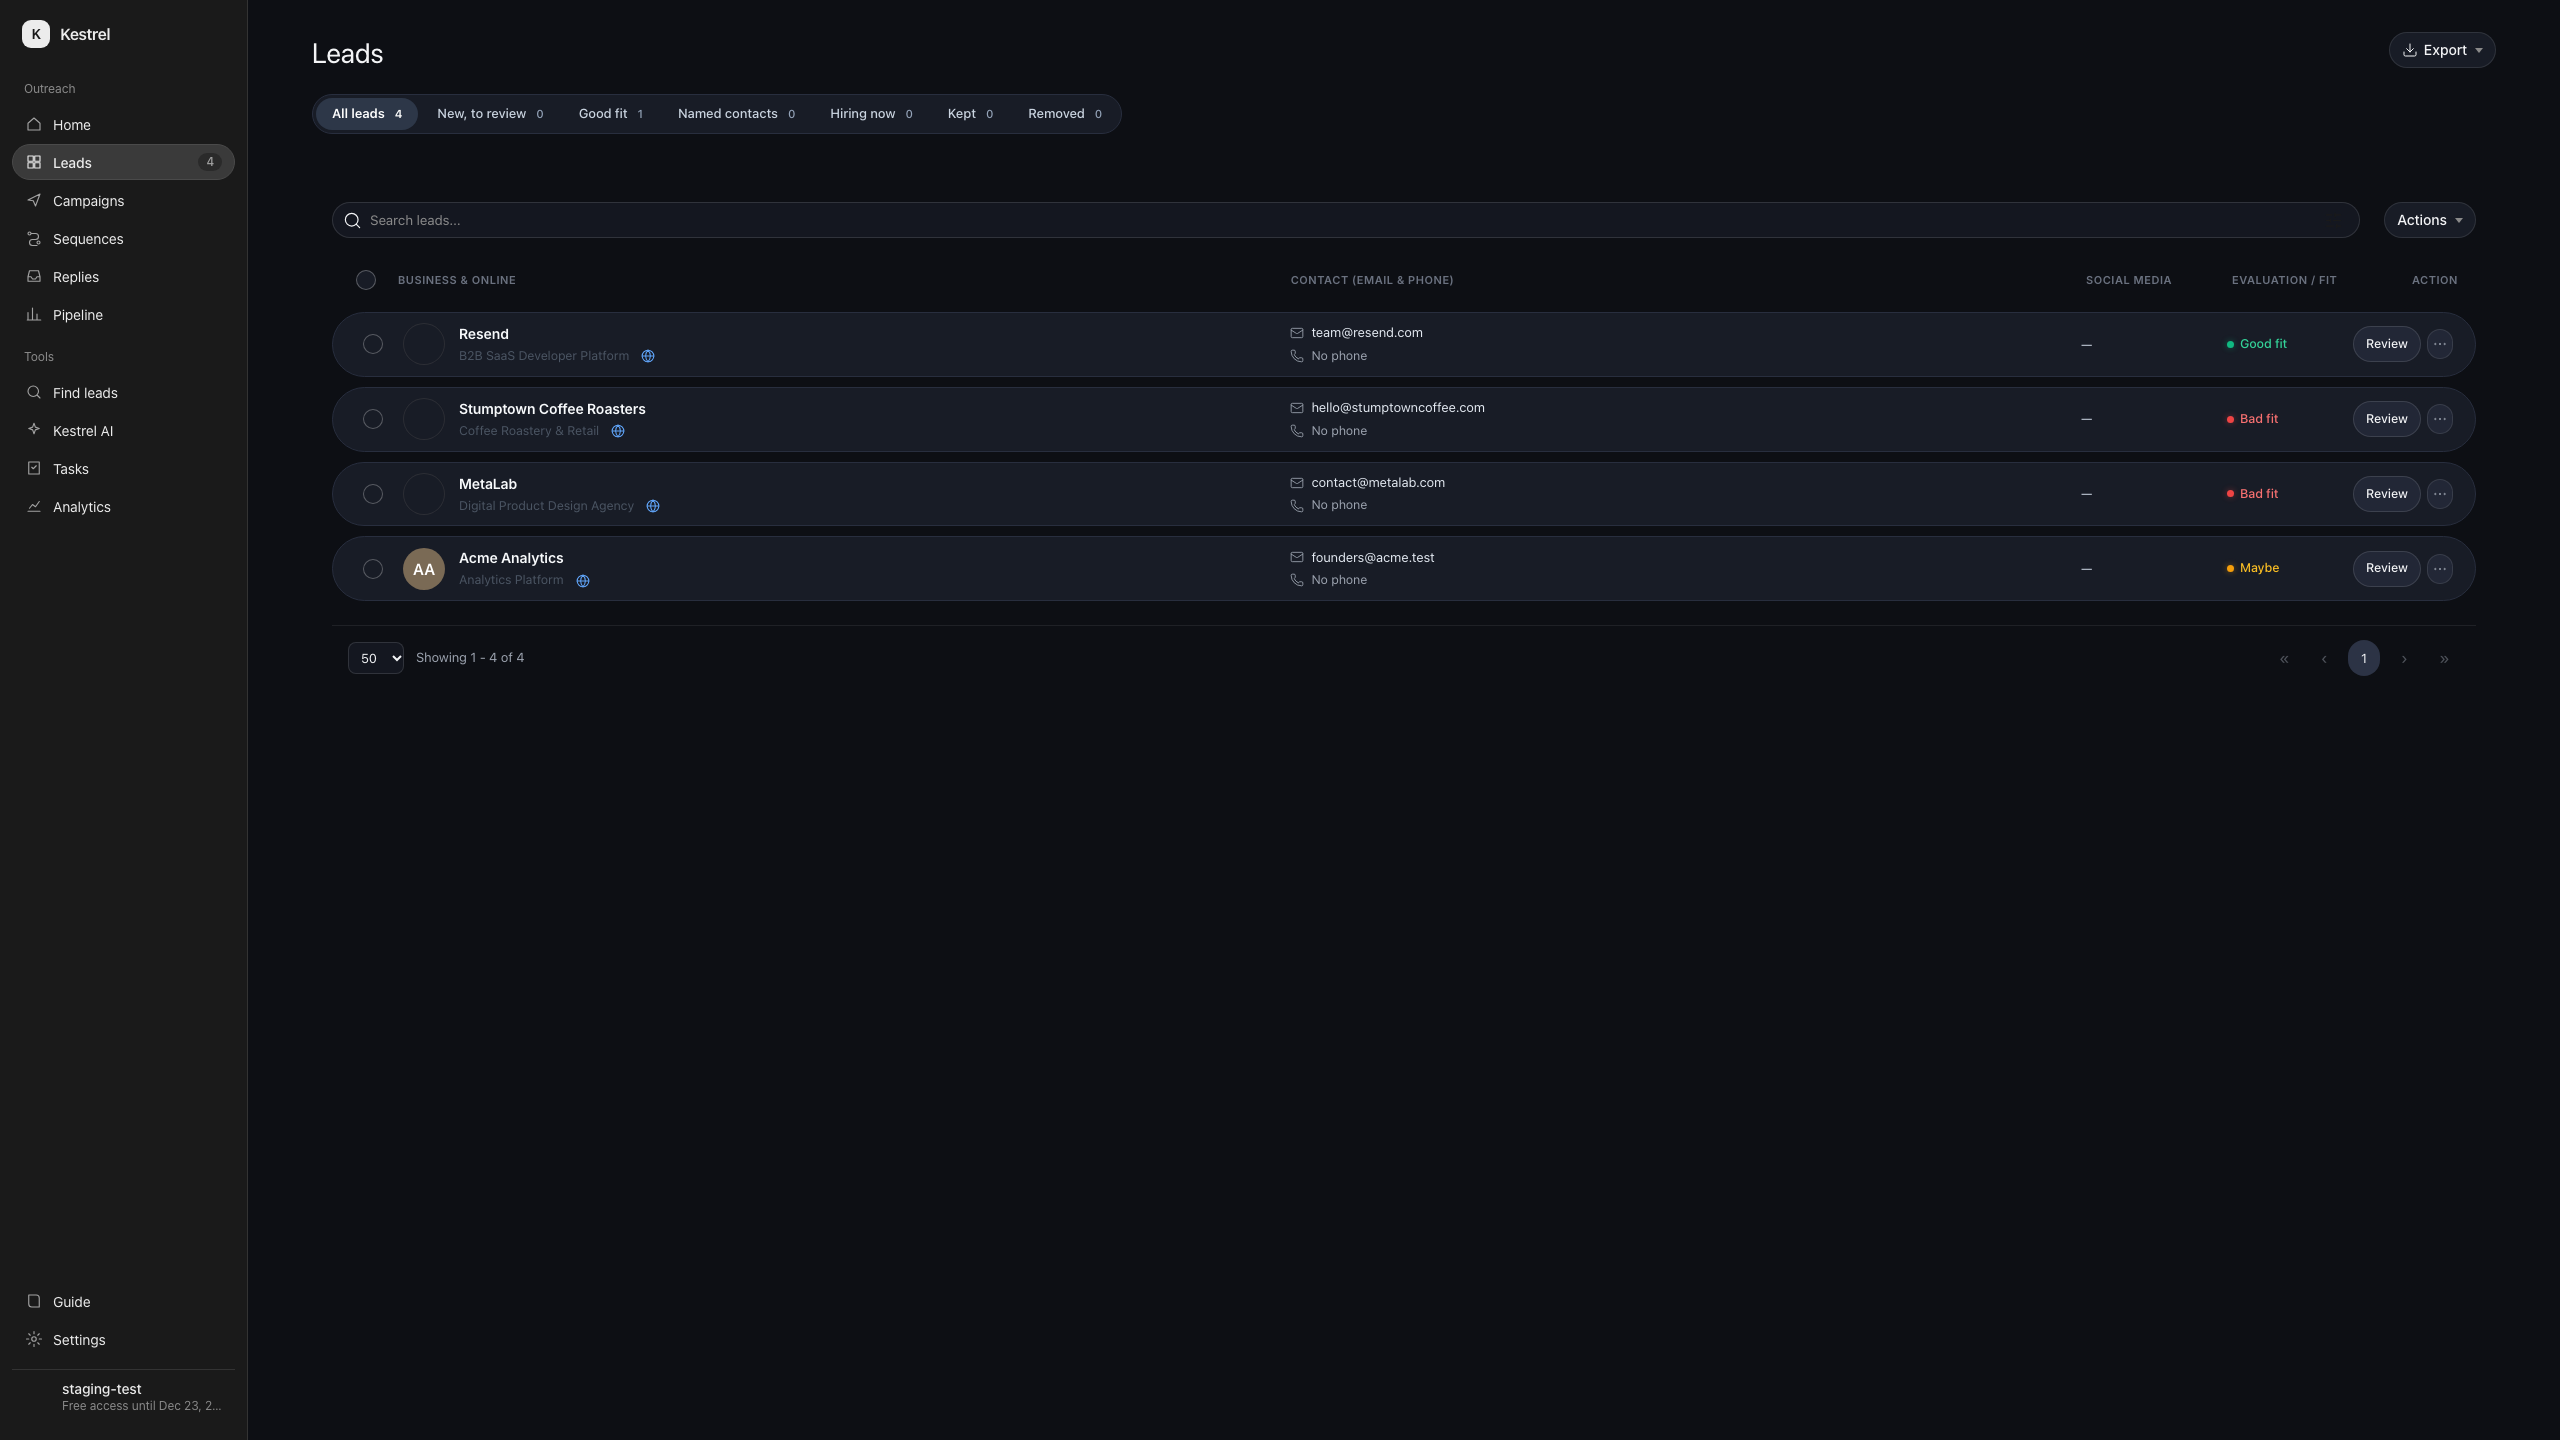 K Kestrel
Outreach
Home
Leads 4
Campaigns
Sequences
Replies
Pipeline
Tools
Find leads
Kestrel AI
Tasks
Analytics
Guide
Settings
staging-test
Free access until Dec 23, 2...
Leads
Export
All leads 4 New, to review 0 Good fit 1 Named contacts 0 Hiring now 0 Kept 0 Removed 0
Search leads...
Actions
BUSINESS & ONLINE CONTACT (EMAIL & PHONE) SOCIAL MEDIA EVALUATION / FIT ACTION
Resend
B2B SaaS Developer Platform
team@resend.com
No phone
—
Good fit
Review
Stumptown Coffee Roasters
Coffee Roastery & Retail
hello@stumptowncoffee.com
No phone
—
Bad fit
Review
MetaLab
Digital Product Design Agency
contact@metalab.com
No phone
—
Bad fit
Review
AA
Acme Analytics
Analytics Platform
founders@acme.test
No phone
—
Maybe
Review
50 Showing 1 - 4 of 4
« ‹ 1 › »